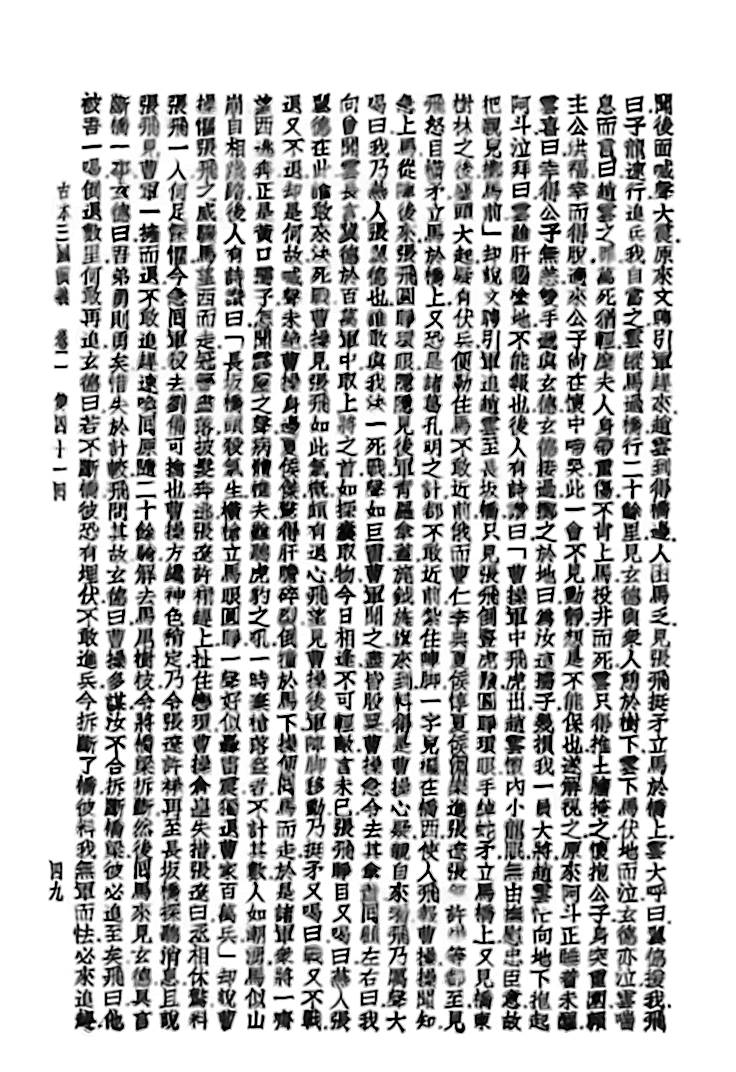 聞後面喊聲大震原來文聘引軍趕來趙雲到得橋邊人困馬乏見張飛挺矛立馬於橋上雲大呼曰翼德援我飛
曰子龍速行追兵我自當之雲縱馬過橋行二十餘里見玄德與衆人憩於樹下雲下馬伏地而泣玄德亦泣雲喘
息而言曰趙雲之罪萬死猶輕糜夫人身帶重傷不肯上馬投井而死雲只得推土牆掩之懷抱公子身突重圍賴
主公洪福幸而得脫適來公子尚在懷中啼哭此一會不見動靜想是不能保也遂解視之原來阿斗正睡着未醒
雲喜曰幸得公子無恙雙手遞與玄德玄德接過擲之於地曰爲汝這孺子幾損我一員大將趙雲忙向地下抱起
阿斗泣拜曰雲雖肝腦塗地不能報也後人有詩讚曰「曹操軍中飛虎出趙雲懷內小龍眠無由撫慰忠臣意故
把親兒擲馬前」却說文聘引軍追趙雲至長坂橋只見張飛倒豎虎鬚圓睜環眼手綽蛇矛立馬橋上又見橋東
樹林之後塵頭大起疑有伏兵便勒住馬不敢近前俄而曹仁李典夏侯惇夏侯淵樂進張遼張郃許褚等都至見
飛怒目橫矛立馬於橋上又恐是諸葛孔明之計都不敢近前紮住陣脚一字兒擺在橋西使人飛報曹操操聞知
急上馬從陣後來張飛圓睜環眼隱隱見後軍青羅傘蓋旄鉞旌旗來到料得是曹操心疑親自來看飛乃厲聲大
喝曰我乃燕人張翼德也誰敢與我決一死戰聲如巨雷曹軍聞之盡皆股栗曹操急令去其傘蓋回顧左右曰我
向曾聞雲長言翼德於百萬軍中取上將之首如探囊取物今日相逢不可輕敵言未已張飛睜目又喝曰燕人張
翼德在此誰敢來決死戰曹操見張飛如此氣概頗有退心飛望見曹操後軍陣脚移動乃挺矛又喝曰戰又不戰
退又不退却是何故喊聲未絕曹操身邊夏侯傑驚得肝膽碎裂倒撞於馬下操便回馬而走於是諸軍衆將一齊
望西逃奔正是黃口孺子怎聞霹靂之聲病體樵夫難聽虎豹之吼一時棄槍落盔者不計其數人如潮湧馬似山
崩自相踐踏後人有詩讚曰「長坂橋頭殺氣生橫槍立馬眼圓睜一聲好似轟雷震獨退曹家百萬兵」却說曹
操懼張飛之威驟馬望西而走冠簪盡落披髮奔逃張遼許褚趕上扯住轡環曹操倉皇失措張遼曰丞相休驚料
張飛一人何足深懼今急回軍殺去劉備可擒也曹操方纔神色稍定乃令張遼許褚再至長坂橋探聽消息且說
張飛見曹軍一擁而退不敢追趕速喚回原隨二十餘騎解去馬尾樹枝令將橋梁拆斷然後回馬來見玄德具言
斷橋一事玄德曰吾弟勇則勇矣惜失於計較飛問其故玄德曰曹操多謀汝不合拆斷橋梁彼必追至矣飛曰他
被吾一喝倒退數里何敢再追玄德曰若不斷橋彼恐有埋伏不敢進兵今拆斷了橋彼料我無軍而怯必來追趕
古本三國演義　卷二　第四十一回
四九